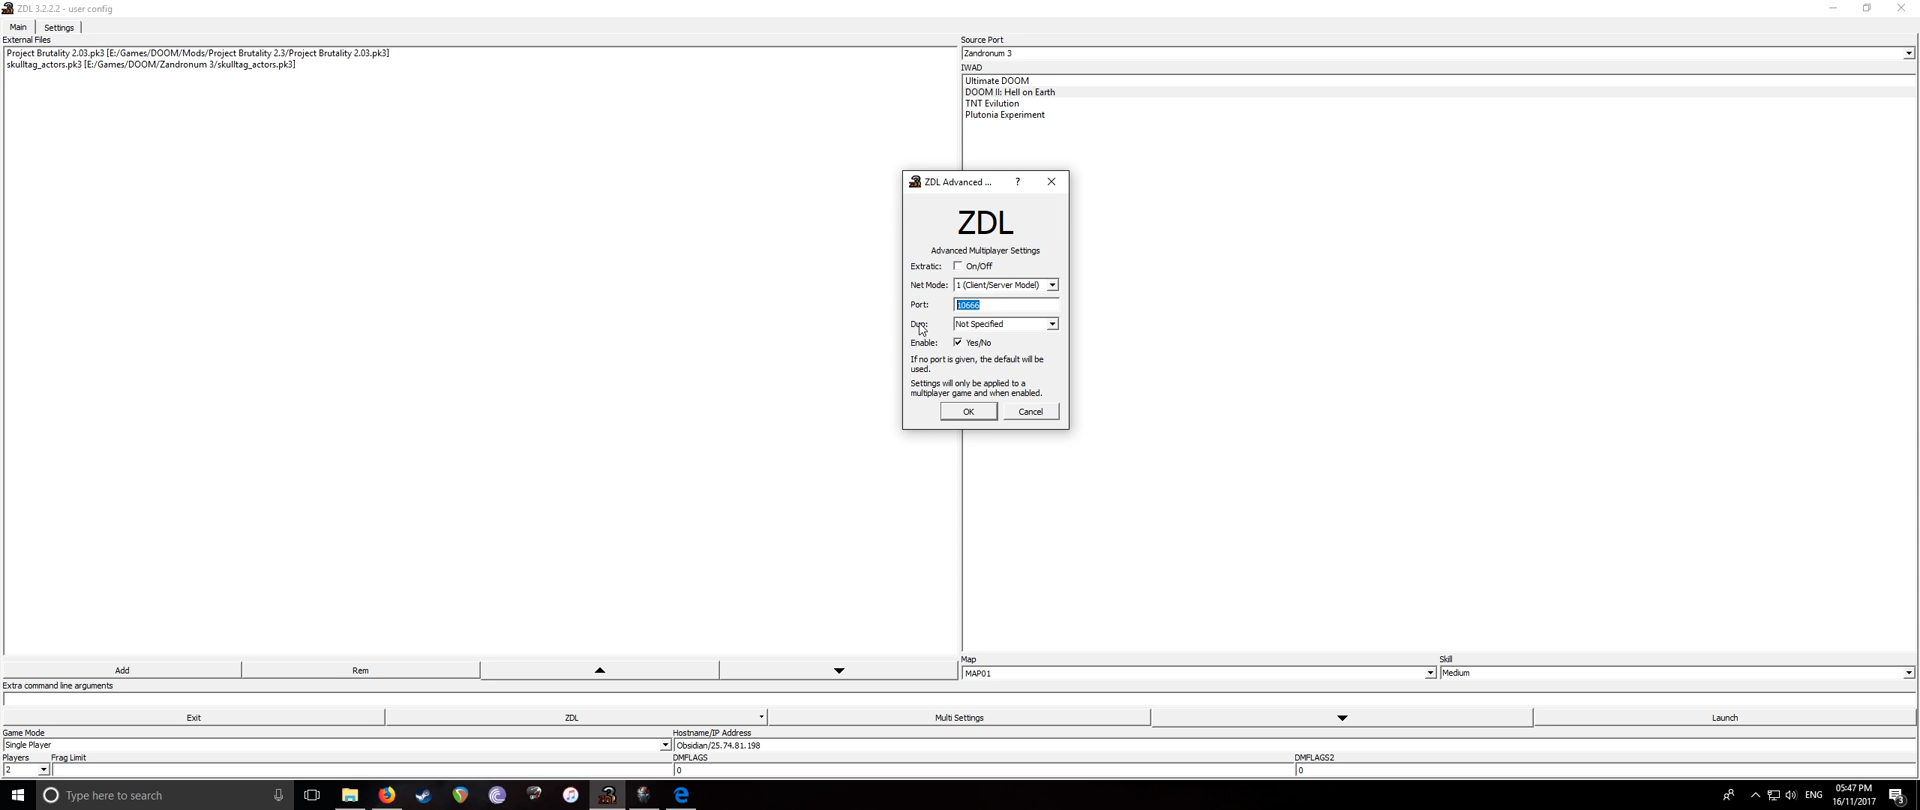 ZDL 3.2.2.2 - user config
Main
Settings
External Files
Project Brutality 2.03.pk3 [E:/Games/DOOM/Mods/Project Brutality 2.3/Project Brutality 2.03.pk3]
skulltag_actors.pk3 [E:/Games/DOOM/Zandronum 3/skulltag_actors.pk3]
Source Port
Zandronum 3
IWAD
Ultimate DOOM
DOOM II: Hell on Earth
TNT Evilution
Plutonia Experiment
ZDL Advanced ...
?
ZDL
Advanced Multiplayer Settings
Extratic: On/Off
Net Mode: 1 (Client/Server Model)
Port: 10666
Dup: Not Specified
Enable: Yes/No
If no port is given, the default will be
used.
Settings will only be applied to a
multiplayer game and when enabled.
OK Cancel
Map Skill
MAP01 Medium
Add Rem
Extra command line arguments
Exit ZDL Multi Settings Launch
Game Mode Hostname/IP Address
Single Player Obsidian/25.74.81.198
Players Frag Limit DMFLAGS DMFLAGS2
2 0 0
Type here to search
ENG
05:47 PM
16/11/2017
3